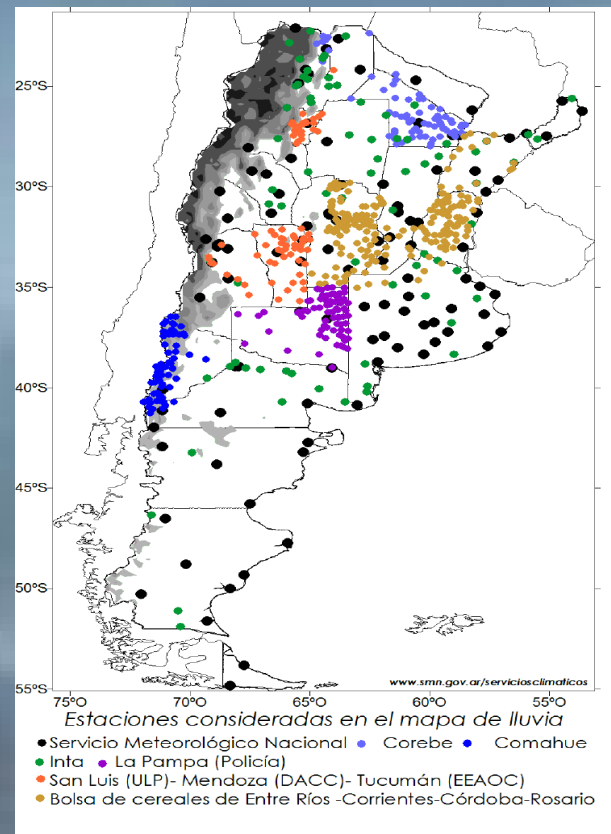 25°S
30°S
35°S
40°S
45°S
50°S
55°S
75°O 70°O 65°O 60°O 55°O
www.smn.gov.ar/serviciosclimaticos
Estaciones consideradas en el mapa de lluvia
Servicio Meteorológico Nacional Corebe Comahue
Inta La Pampa (Policía)
San Luis (ULP)- Mendoza (DACC)- Tucumán (EEAOC)
Bolsa de cereales de Entre Ríos -Corrientes-Córdoba-Rosario